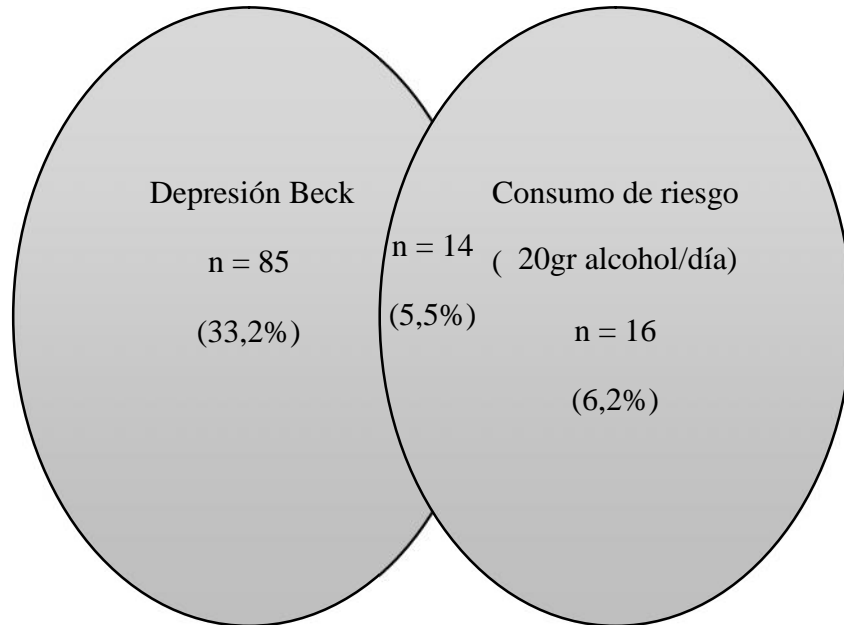 Depresión Beck
n = 85
(33,2%)
n = 14
(5,5%)
Consumo de riesgo
( 20gr alcohol/día)
n = 16
(6,2%)